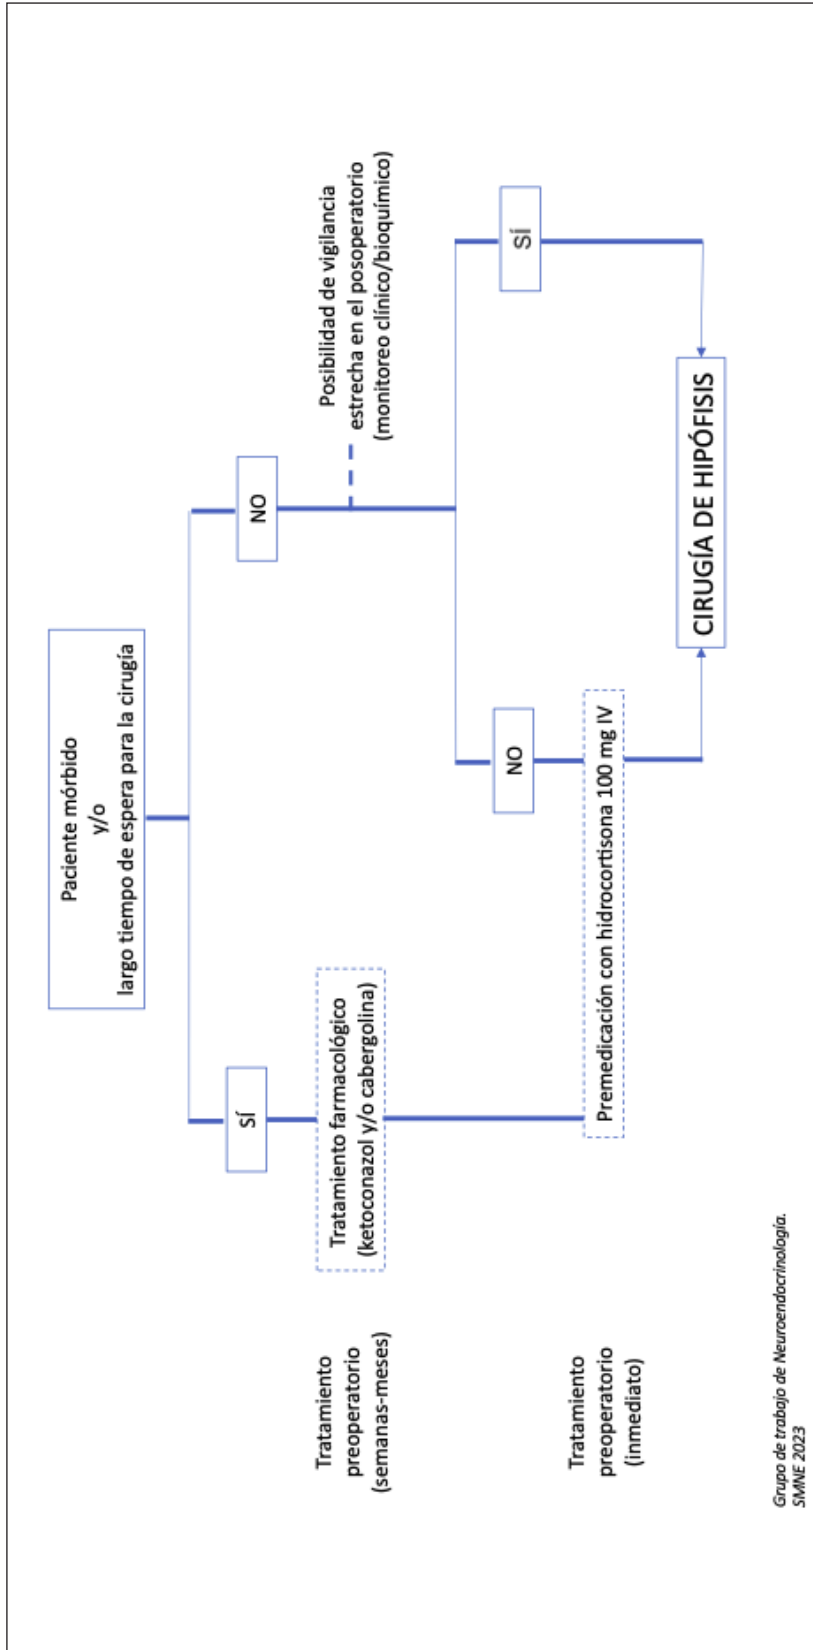 Paciente mórbido
y/o
largo tiempo de espera para la cirugía
SÍ
NO
Tratamiento
preoperatorio
(semanas-meses)
Tratamiento farmacológico
(ketoconazol y/o cabergolina)
Posibilidad de vigilancia
estrecha en el posoperatorio
(monitoreo clínico/bioquímico)
NO
SÍ
Tratamiento
preoperatorio
(inmediato)
Premedicación con hidrocortisona 100 mg IV
CIRUGÍA DE HIPÓFISIS
Grupo de trabajo de Neuroendocrinología.
SMNE 2023